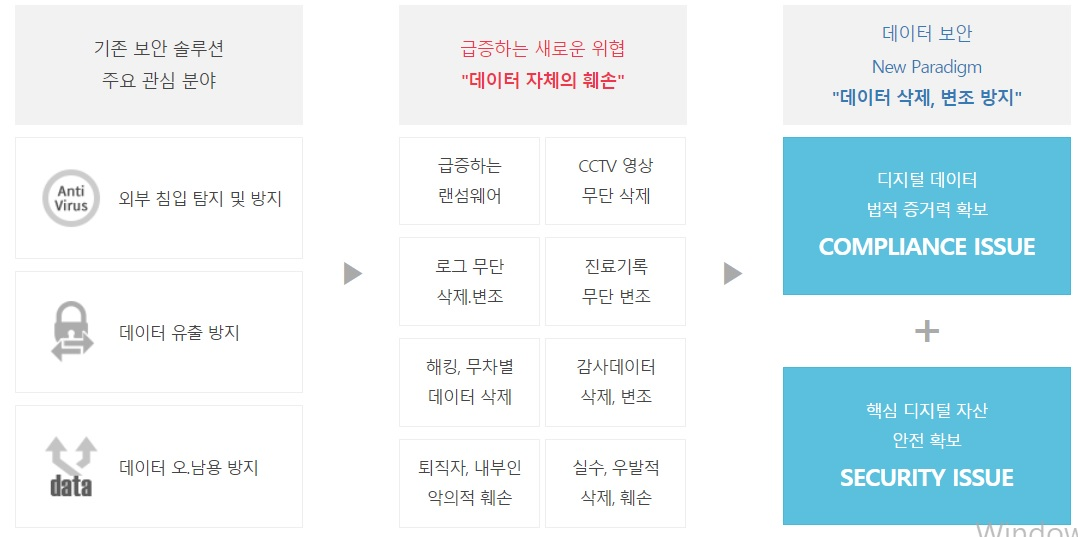 기존 보안 솔루션
주요 관심 분야
Anti
Virus
외부 침입 탐지 및 방지
데이터 유출 방지
data
데이터 오.남용 방지
급증하는 새로운 위협
"데이터 자체의 훼손"
급증하는
랜섬웨어
CCTV 영상
무단 삭제
로그 무단
삭제.변조
진료기록
무단 변조
해킹, 무차별
데이터 삭제
감사데이터
삭제, 변조
퇴직자, 내부인
악의적 훼손
실수, 우발적
삭제, 훼손
데이터 보안
New Paradigm
"데이터 삭제, 변조 방지"
디지털 데이터
법적 증거력 확보
COMPLIANCE ISSUE
+
핵심 디지털 자산
안전 확보
SECURITY ISSUE
Window